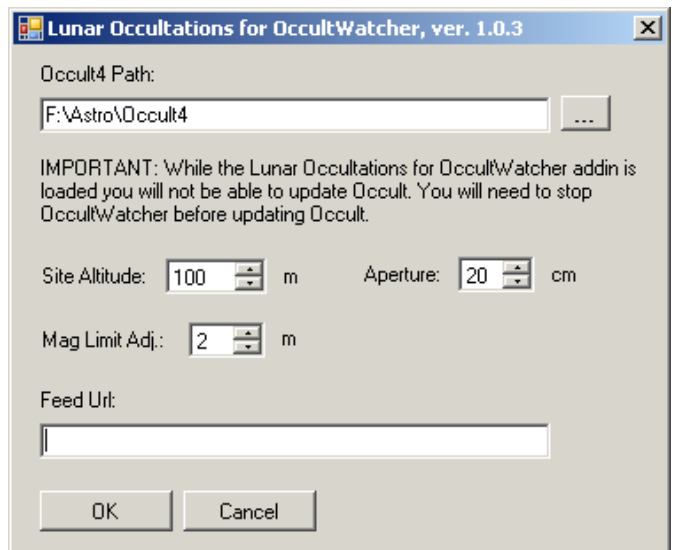 Lunar Occultations for OccultWatcher, ver. 1.0.3
Occult4 Path:
F:\Astro\Occult4
...
IMPORTANT: While the Lunar Occultations for OccultWatcher addin is
loaded you will not be able to update Occult. You will need to stop
OccultWatcher before updating Occult.
Site Altitude: 100 m Aperture: 20 cm
Mag Limit Adj.: 2 m
Feed Url:
OK Cancel